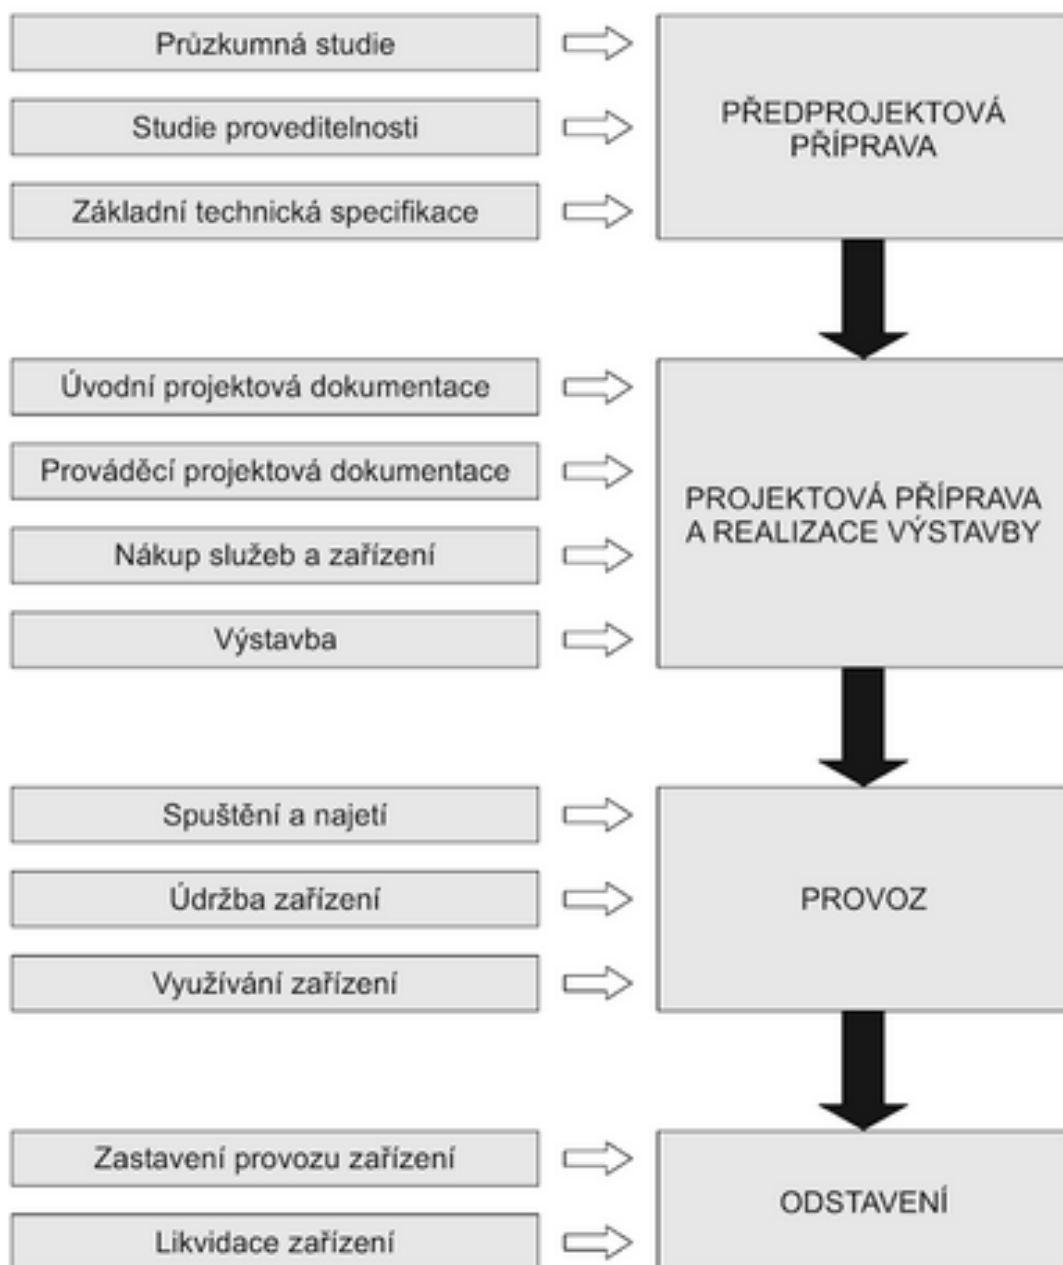 Průzkumná studie
Studie proveditelnosti
Základní technická specifikace
PŘEDPROJEKTOVÁ
PŘÍPRAVA
Úvodní projektová dokumentace
Prováděcí projektová dokumentace
Nákup služeb a zařízení
Výstavba
PROJEKTOVÁ PŘÍPRAVA
A REALIZACE VÝSTAVBY
Spuštění a najetí
Údržba zařízení
Využívání zařízení
PROVOZ
Zastavení provozu zařízení
Likvidace zařízení
ODSTAVENÍ